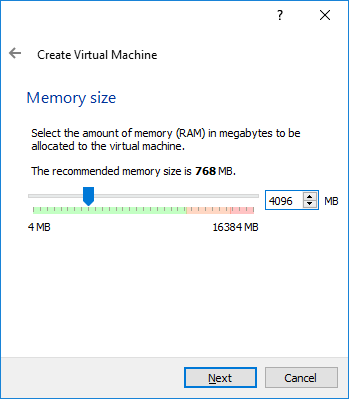 ?
Create Virtual Machine
Memory size
Select the amount of memory (RAM) in megabytes to be
allocated to the virtual machine.
The recommended memory size is 768 MB.
4096 MB
4 MB 16384 MB
Next Cancel